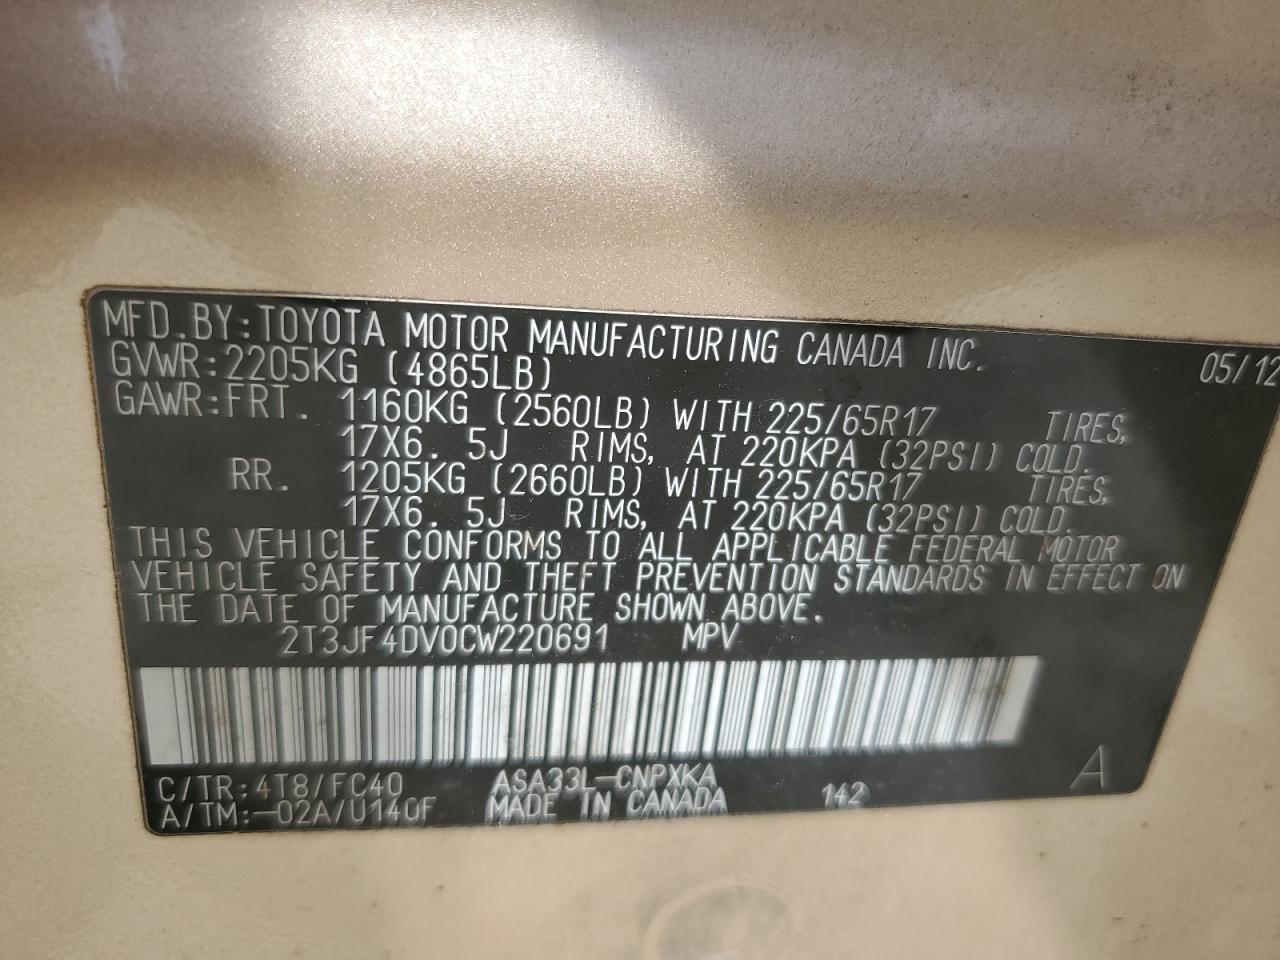 MFD.BY:TOYOTA MOTOR MANUFACTURING CANADA INC. 05/12
GVWR:2205KG (4865LB)
GAWR:FRT. 1160KG (2560LB) WITH 225/65R17 TIRES,
17X6. 5J RIMS, AT 220KPA (32PSI) COLD.
RR. 1205KG (2660LB) WITH 225/65R17 TIRES,
17X6. 5J RIMS, AT 220KPA (32PSI) COLD.
THIS VEHICLE CONFORMS TO ALL APPLICABLE FEDERAL MOTOR
VEHICLE SAFETY AND THEFT PREVENTION STANDARDS IN EFFECT ON
THE DATE OF MANUFACTURE SHOWN ABOVE.
2T3JF4DV0CW220691 MPV
A
C/TR:4T8/FC40 ASA33L-CNPXKA 142
A/TM:-02A/U140F MADE IN CANADA